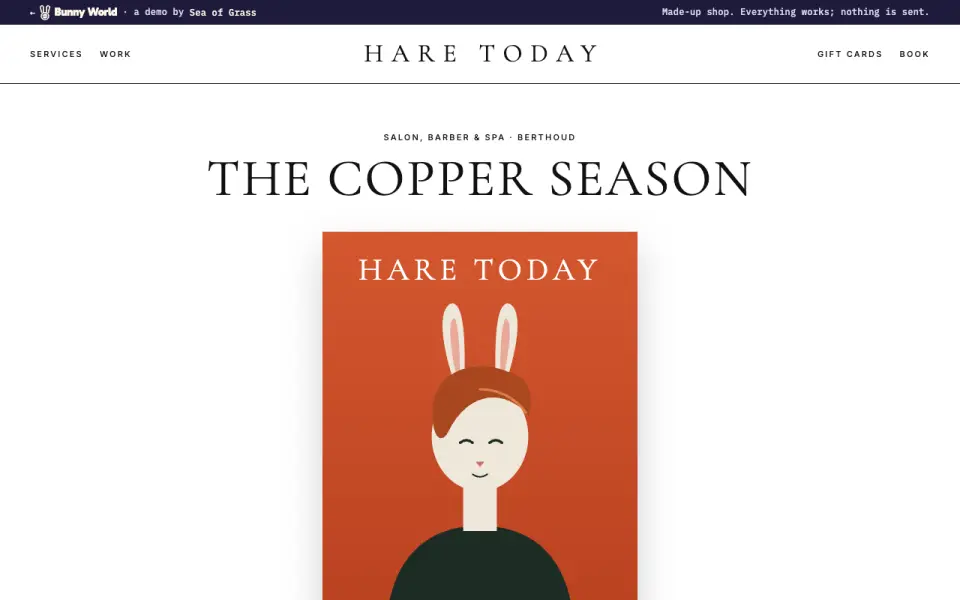 ← Bunny World · a demo by Sea of Grass
Made-up shop. Everything works; nothing is sent.
SERVICES WORK
HARE TODAY
GIFT CARDS BOOK
SALON, BARBER & SPA · BERTHOUD
THE COPPER SEASON
HARE TODAY